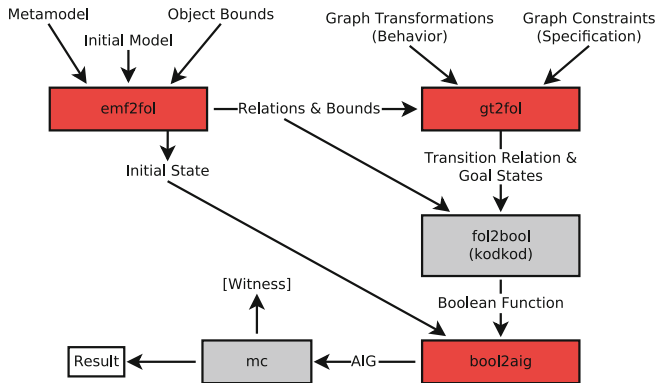 Metamodel
Object Bounds
Initial Model
Graph Transformations
(Behavior)
Graph Constraints
(Specification)
emf2fol
Relations & Bounds
gt2fol
Initial State
Transition Relation &
Goal States
fol2bool
(kodkod)
[Witness]
Boolean Function
Result
mc
AIG
bool2aig